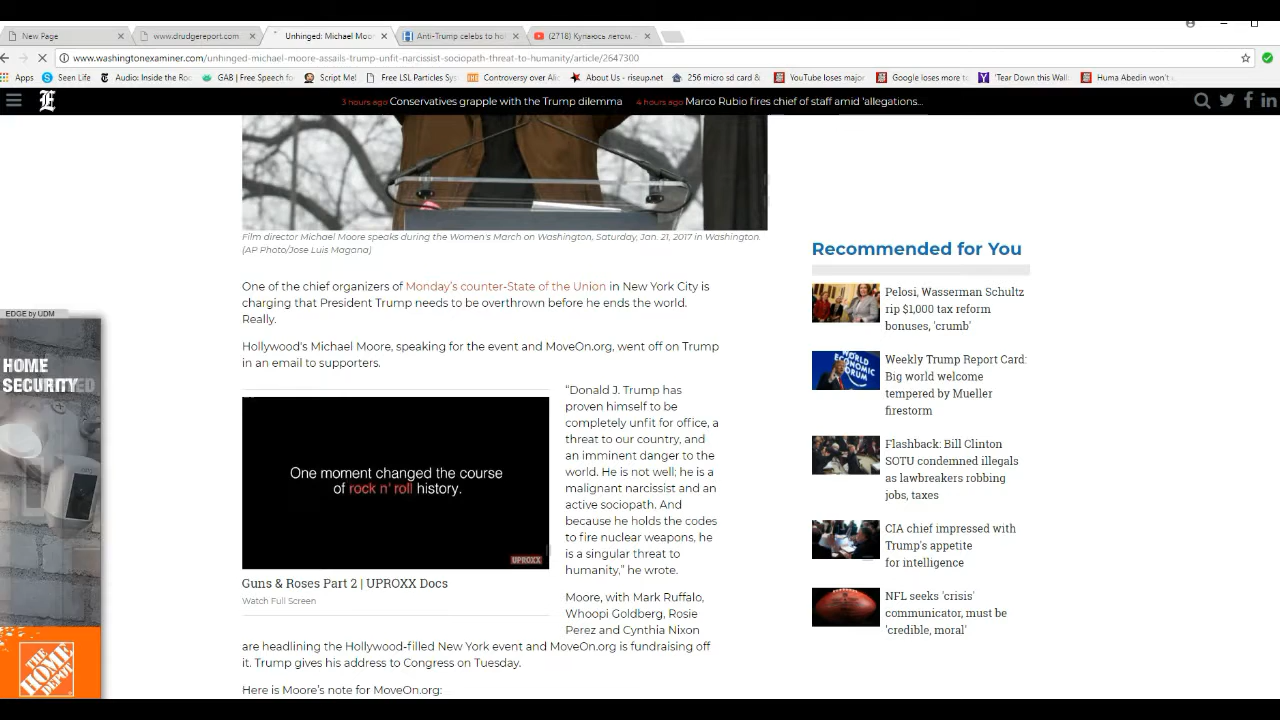 New Page
www.drudgereport.com
Unhinged: Michael Moo
Anti-Trump celebs to ho
(2718) Купаюсь летом.
www.washingtonexaminer.com/unhinged-michael-moore-assails-trump-unfit-narcissist-sociopath-threat-to-humanity/article/2647300
Apps
Seen Life
Audio: Inside the Ro
GAB | Free Speech fo
Script Mel
Free LSL Particles Sy
Controversy over Ali
About Us - riseup.net
256 micro sd card &
YouTube loses major
Google loses more t
'Tear Down this Wall
Huma Abedin won't
E
3 hours ago Conservatives grapple with the Trump dilemma
4 hours ago Marco Rubio fires chief of staff amid 'allegations...
Film director Michael Moore speaks during the Women's March on Washington, Saturday, Jan. 21, 2017 in Washington.
(AP Photo/Jose Luis Magana)
One of the chief organizers of Monday's counter-State of the Union in New York City is
charging that President Trump needs to be overthrown before he ends the world.
Really.
Hollywood's Michael Moore, speaking for the event and MoveOn.org, went off on Trump
in an email to supporters.
"Donald J. Trump has
proven himself to be
completely unfit for office, a
threat to our country, and
an imminent danger to the
world. He is not well; he is a
malignant narcissist and an
active sociopath. And
because he holds the codes
to fire nuclear weapons, he
is a singular threat to
humanity," he wrote.
One moment changed the course
of rock n' roll history.
UPROXX
Guns & Roses Part 2 | UPROXX Docs
Watch Full Screen
Moore, with Mark Ruffalo,
Whoopi Goldberg, Rosie
Perez and Cynthia Nixon
are headlining the Hollywood-filled New York event and MoveOn.org is fundraising off
it. Trump gives his address to Congress on Tuesday.
Here is Moore's note for MoveOn.org:
Recommended for You
Pelosi, Wasserman Schultz
rip $1,000 tax reform
bonuses, 'crumb'
Weekly Trump Report Card:
Big world welcome
tempered by Mueller
firestorm
WORLD
ECONOMIC
FORUM
Flashback: Bill Clinton
SOTU condemned illegals
as lawbreakers robbing
jobs, taxes
CIA chief impressed with
Trump's appetite
for intelligence
NFL seeks 'crisis'
communicator, must be
'credible, moral'
EDGE by UDM
HOME
SECURITY
THE
HOME
DEPOT